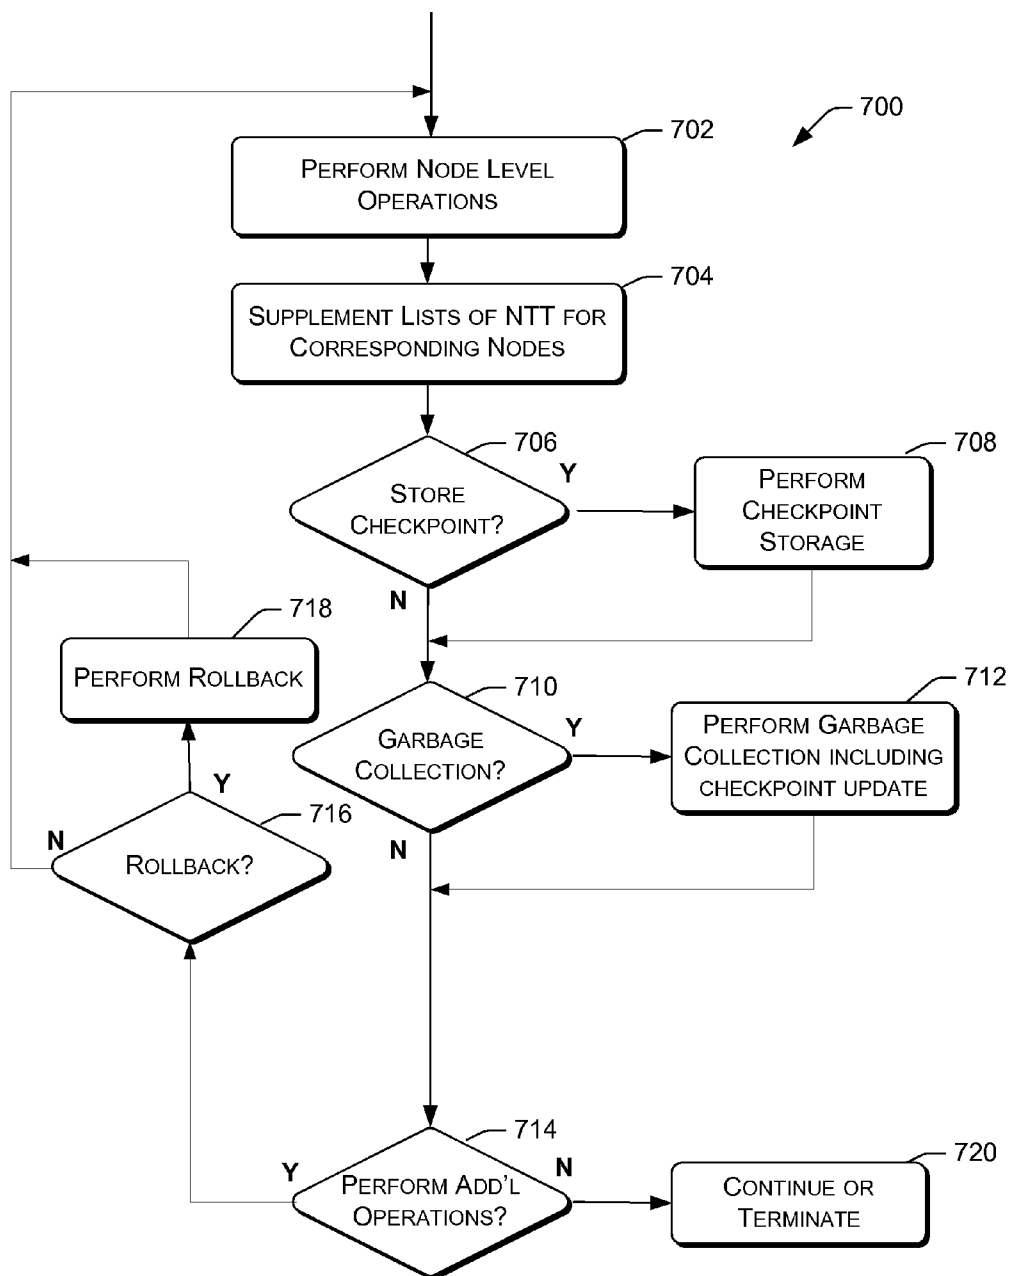 700
702
PERFORM NODE LEVEL
OPERATIONS
704
SUPPLEMENT LISTS OF NTT FOR
CORRESPONDING NODES
706
STORE
CHECKPOINT?
Y
N
708
PERFORM
CHECKPOINT
STORAGE
718
PERFORM ROLLBACK
710
GARBAGE
COLLECTION?
Y
N
712
PERFORM GARBAGE
COLLECTION INCLUDING
CHECKPOINT UPDATE
Y
716
N
ROLLBACK?
714
Y
N
PERFORM ADD'L
OPERATIONS?
720
CONTINUE OR
TERMINATE